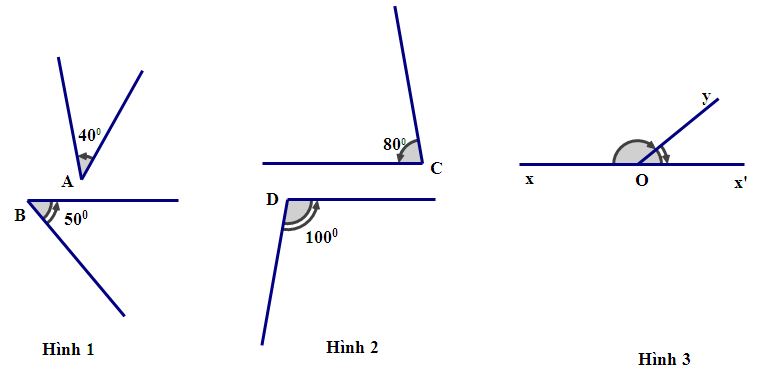 40⁰
A
B
50⁰
Hình 1
80⁰
C
D
100⁰
Hình 2
y
x
O
x'
Hình 3